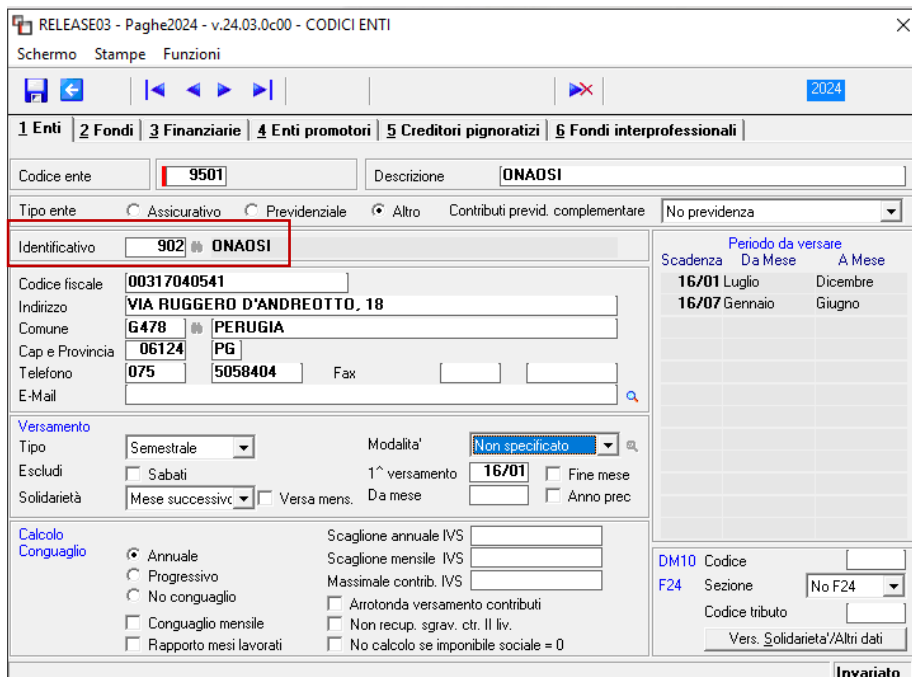 RELEASE03 - Paghe2024 - v.24.03.0c00 - CODICI ENTI
Schermo Stampe Funzioni
2024
1 Enti 2 Fondi 3 Finanziarie 4 Enti promotori 5 Creditori pignoratizi 6 Fondi interprofessionali
Codice ente 9501 Descrizione ONAOSI
Tipo ente Assicurativo Previdenziale Altro Contributi previd. complementare No previdenza
Identificativo 902 ONAOSI
Periodo da versare
Scadenza Da Mese A Mese
16/01 Luglio Dicembre
16/07 Gennaio Giugno
Codice fiscale 00317040541
Indirizzo VIA RUGGERO D'ANDREOTTO, 18
Comune G478 PERUGIA
Cap e Provincia 06124 PG
Telefono 075 5058404 Fax
E-Mail
Versamento
Tipo Semestrale Modalita' Non specificato
Escludi Sabati 1^ versamento 16/01 Fine mese
Solidarietà Mese successivo Versa mens. Da mese Anno prec
Calcolo
Conguaglio
Annuale
Progressivo
No conguaglio
Conguaglio mensile
Rapporto mesi lavorati
Scaglione annuale IVS
Scaglione mensile IVS
Massimale contrib. IVS
Arrotonda versamento contributi
Non recup. sgrav. ctr. II liv.
No calcolo se imponibile sociale = 0
DM10 Codice
F24 Sezione No F24
Codice tributo
Vers. Solidarieta'/Altri dati
Invariato